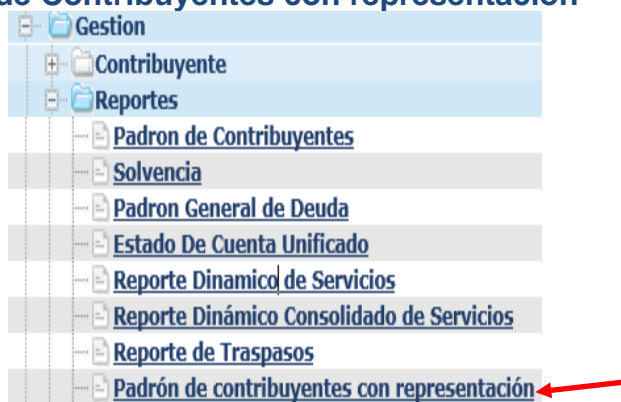 de Contribuyentes con representación
Gestion
Contribuyente
Reportes
Padron de Contribuyentes
Solvencia
Padron General de Deuda
Estado De Cuenta Unificado
Reporte Dinamico de Servicios
Reporte Dinámico Consolidado de Servicios
Reporte de Traspasos
Padrón de contribuyentes con representación